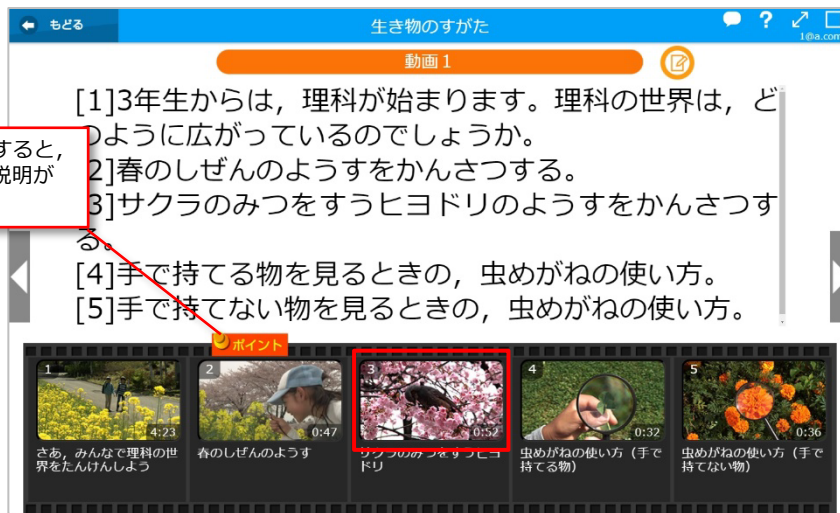 もどる
生き物のすがた
?
1@a.com
動画1
[1]3年生からは，理科が始まります。理科の世界は，ど
のように広がっているのでしょうか。
すると，
説明が
2]春のしぜんのようすをかんさつする。
3]サクラのみつをすうヒヨドリのようすをかんさつす
る。
[4]手で持てる物を見るときの，虫めがねの使い方。
[5]手で持てない物を見るときの，虫めがねの使い方。
ポイント
1
4:23
さあ，みんなで理科の世
界をたんけんしよう
2
0:47
春のしぜんのようす
3
0:52
サクラのみつをすうヒヨ
ドリ
4
0:32
虫めがねの使い方（手で
持てる物）
5
0:36
虫めがねの使い方（手で
持てない物）